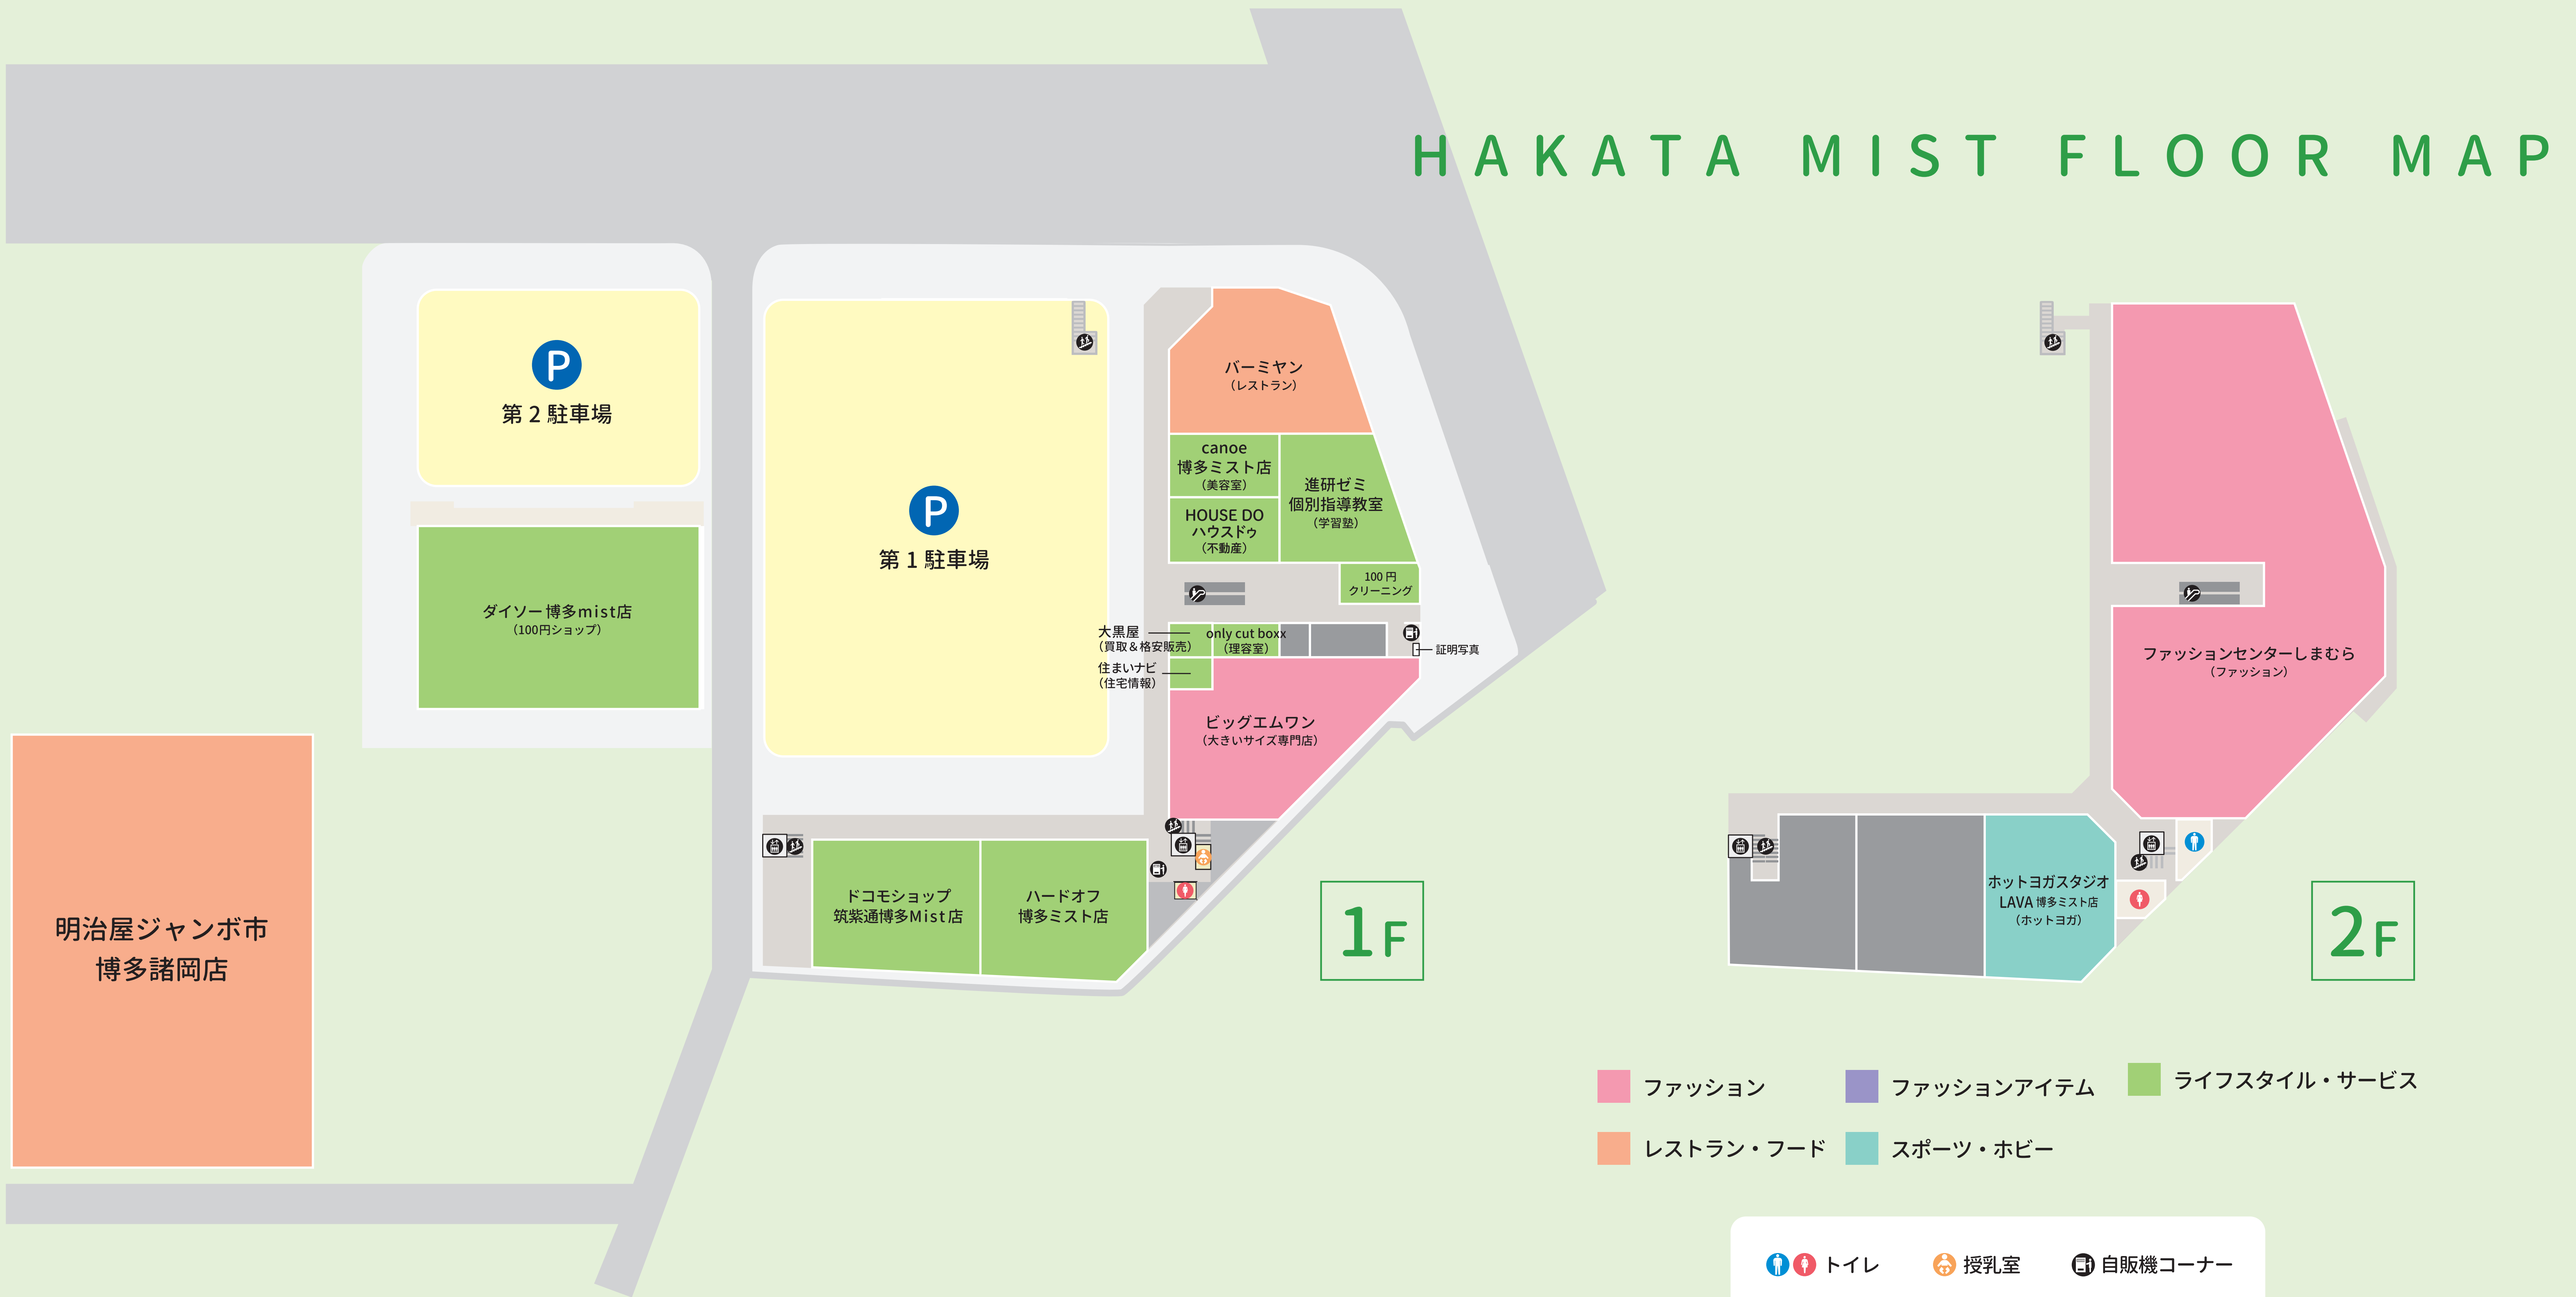 HAKATA MIST FLOOR MAP
P
第2駐車場
P
第1駐車場
ダイソー 博多mist店
（100円ショップ）
明治屋ジャンボ市
博多諸岡店
バーミヤン
（レストラン）
canoe
博多ミスト店
（美容室）
HOUSE DO
ハウスドゥ
（不動産）
進研ゼミ
個別指導教室
（学習塾）
100円
クリーニング
大黒屋
（買取＆格安販売）
only cut boxx
（理容室）
証明写真
住まいナビ
（住宅情報）
ビッグエムワン
（大きいサイズ専門店）
ドコモショップ
筑紫通博多Mist店
ハードオフ
博多ミスト店
1F
ファッションセンターしまむら
（ファッション）
ホットヨガスタジオ
LAVA 博多ミスト店
（ホットヨガ）
2F
ファッション
ファッションアイテム
ライフスタイル・サービス
レストラン・フード
スポーツ・ホビー
トイレ
授乳室
自販機コーナー